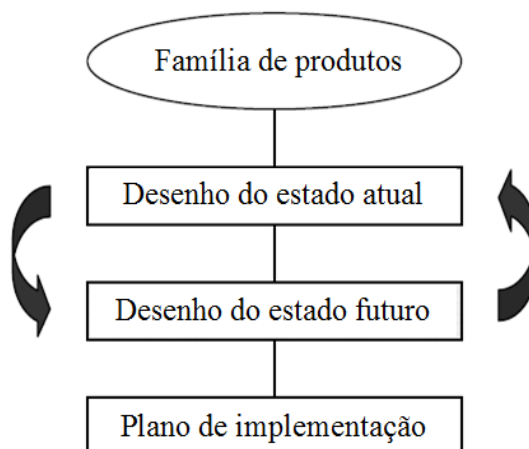 Família de produtos
Desenho do estado atual
Desenho do estado futuro
Plano de implementação